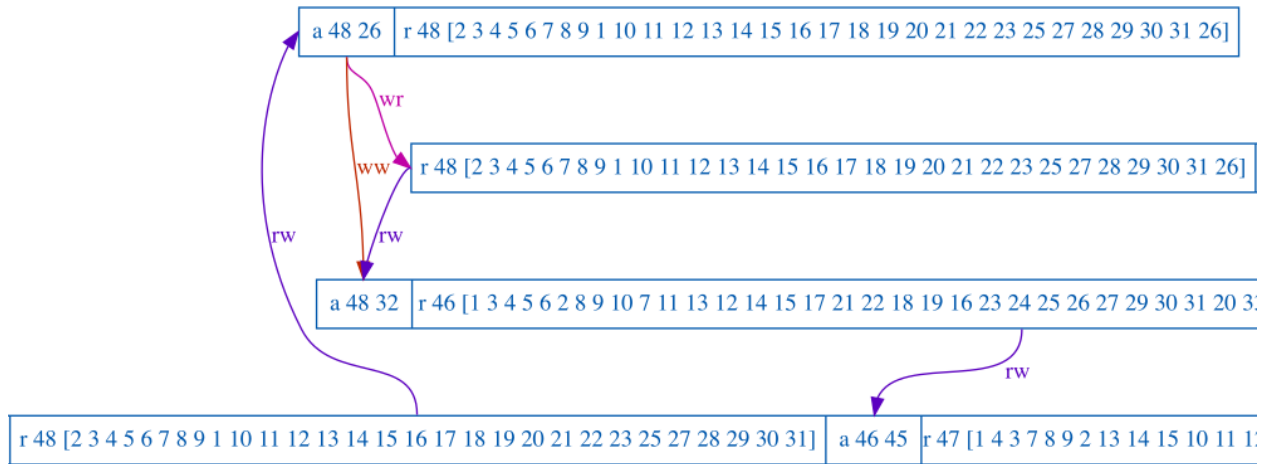 a 48 26 r 48 [2 3 4 5 6 7 8 9 1 10 11 12 13 14 15 16 17 18 19 20 21 22 23 25 27 28 29 30 31 26]
wr
ww
r 48 [2 3 4 5 6 7 8 9 1 10 11 12 13 14 15 16 17 18 19 20 21 22 23 25 27 28 29 30 31 26]
rw rw
a 48 32 r 46 [1 3 4 5 6 2 8 9 10 7 11 13 12 14 15 17 21 22 18 19 16 23 24 25 26 27 29 30 31 20
rw
r 48 [2 3 4 5 6 7 8 9 1 10 11 12 13 14 15 16 17 18 19 20 21 22 23 25 27 28 29 30 31] a 46 45 r 47 [1 4 3 7 8 9 2 13 14 15 10 11